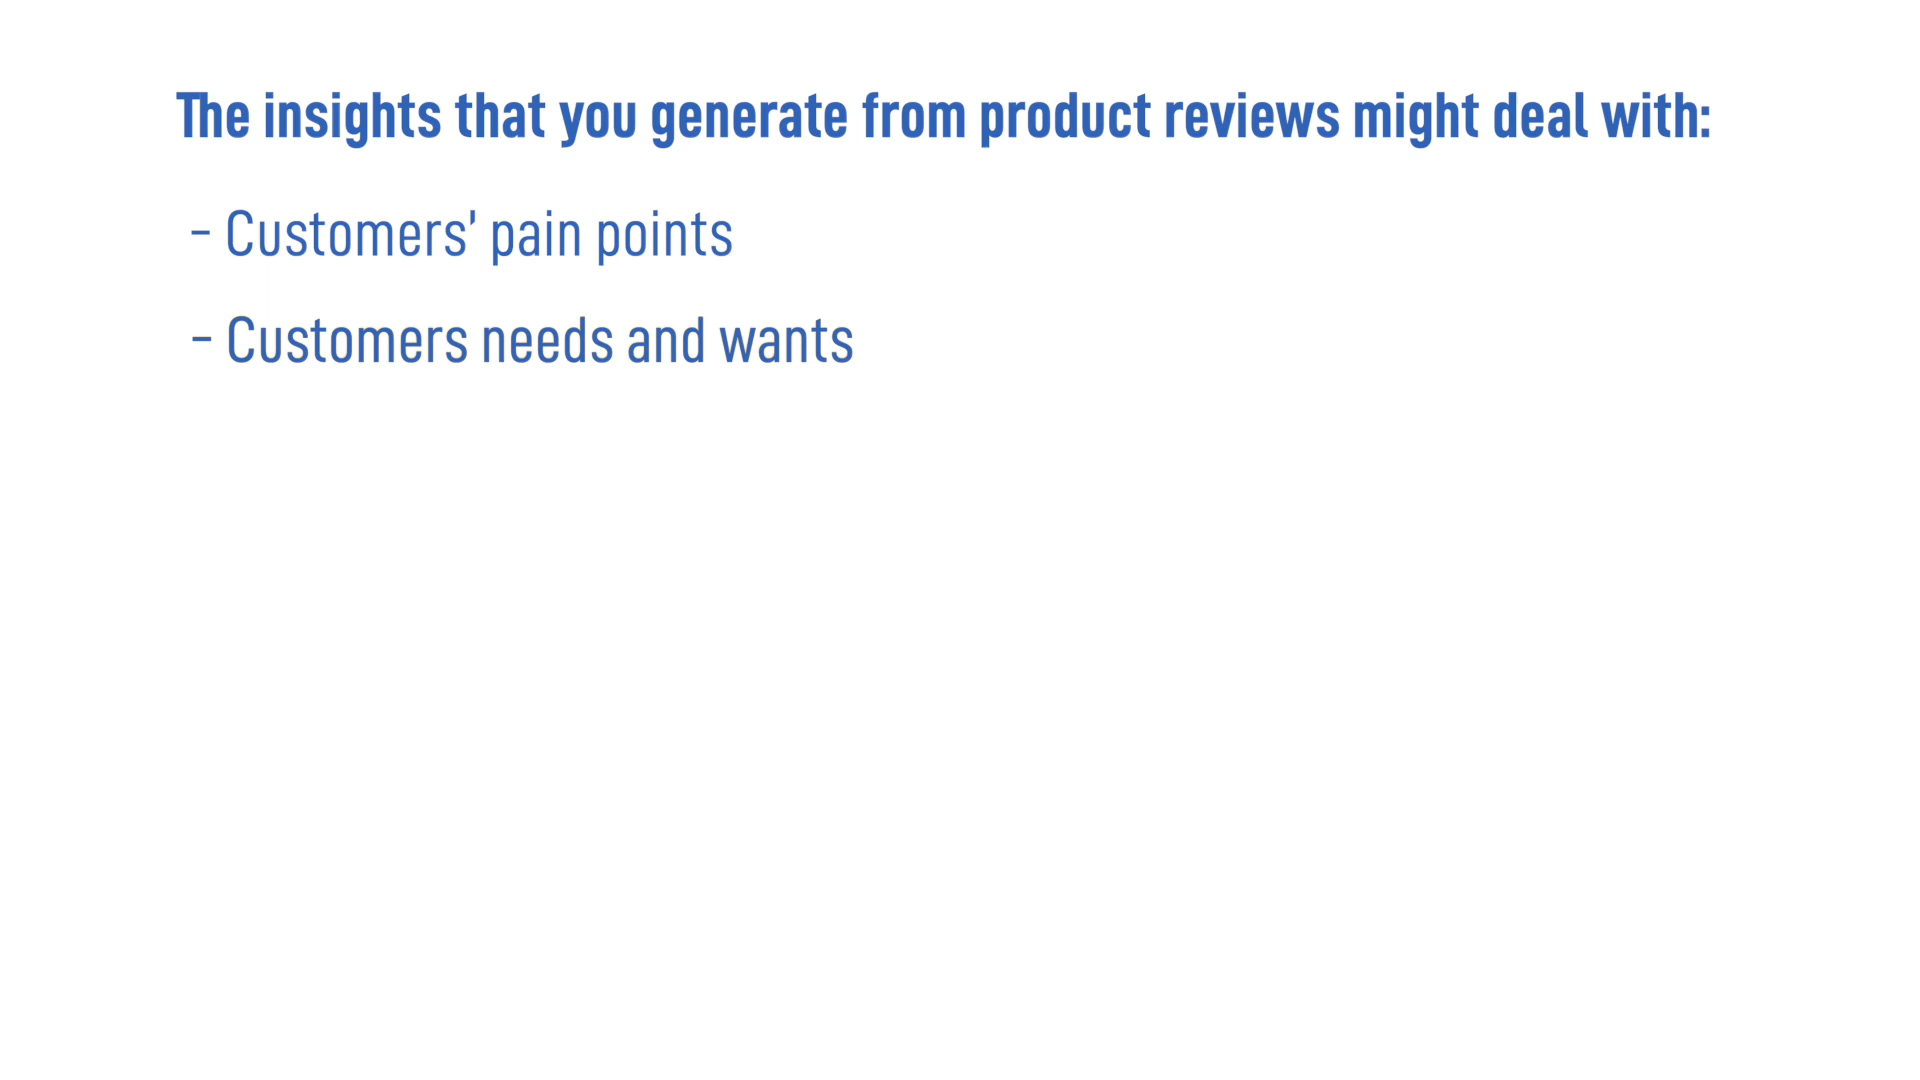 The insights that you generate from product reviews might deal with:
- Customers' pain points
- Customers needs and wants